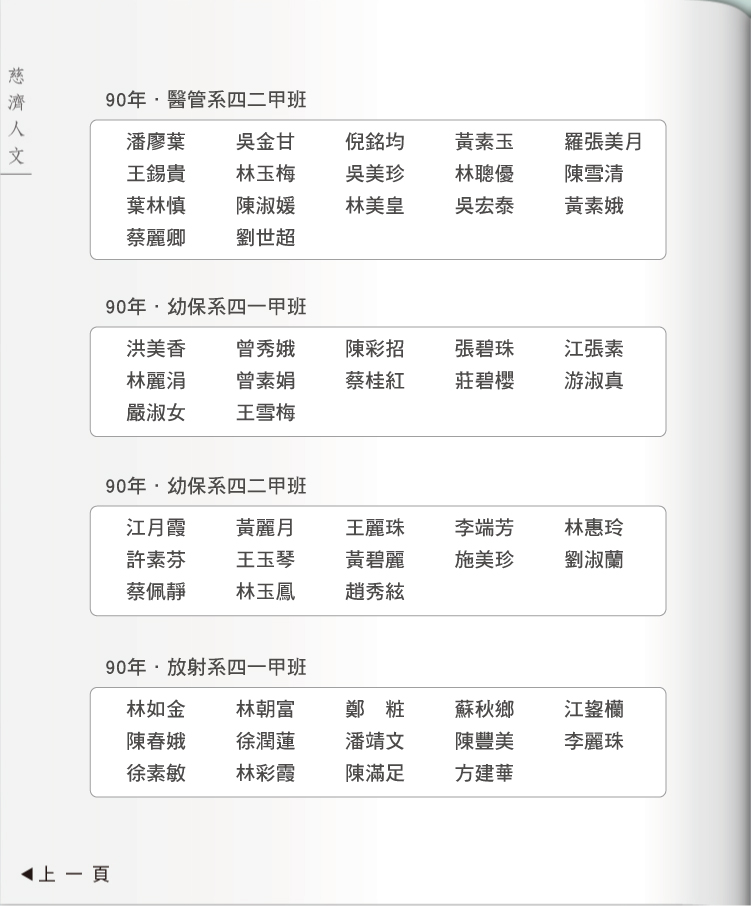 慈濟人文
90年．醫管系四二甲班
潘廖葉 吳金甘 倪銘均 黃素玉 羅張美月
王錫貴 林玉梅 吳美珍 林聰優 陳雪清
葉林慎 陳淑媛 林美皇 吳宏泰 黃素娥
蔡麗卿 劉世超
90年．幼保系四一甲班
洪美香 曾秀娥 陳彩招 張碧珠 江張素
林麗涓 曾素娟 蔡桂紅 莊碧櫻 游淑真
嚴淑女 王雪梅
90年．幼保系四二甲班
江月霞 黃麗月 王麗珠 李端芳 林惠玲
許素芬 王玉琴 黃碧麗 施美珍 劉淑蘭
蔡佩靜 林玉鳳 趙秀絃
90年．放射系四一甲班
林如金 林朝富 鄭　粧 蘇秋鄉 江鋆欗
陳春娥 徐潤蓮 潘靖文 陳豐美 李麗珠
徐素敏 林彩霞 陳滿足 方建華
◀上一頁